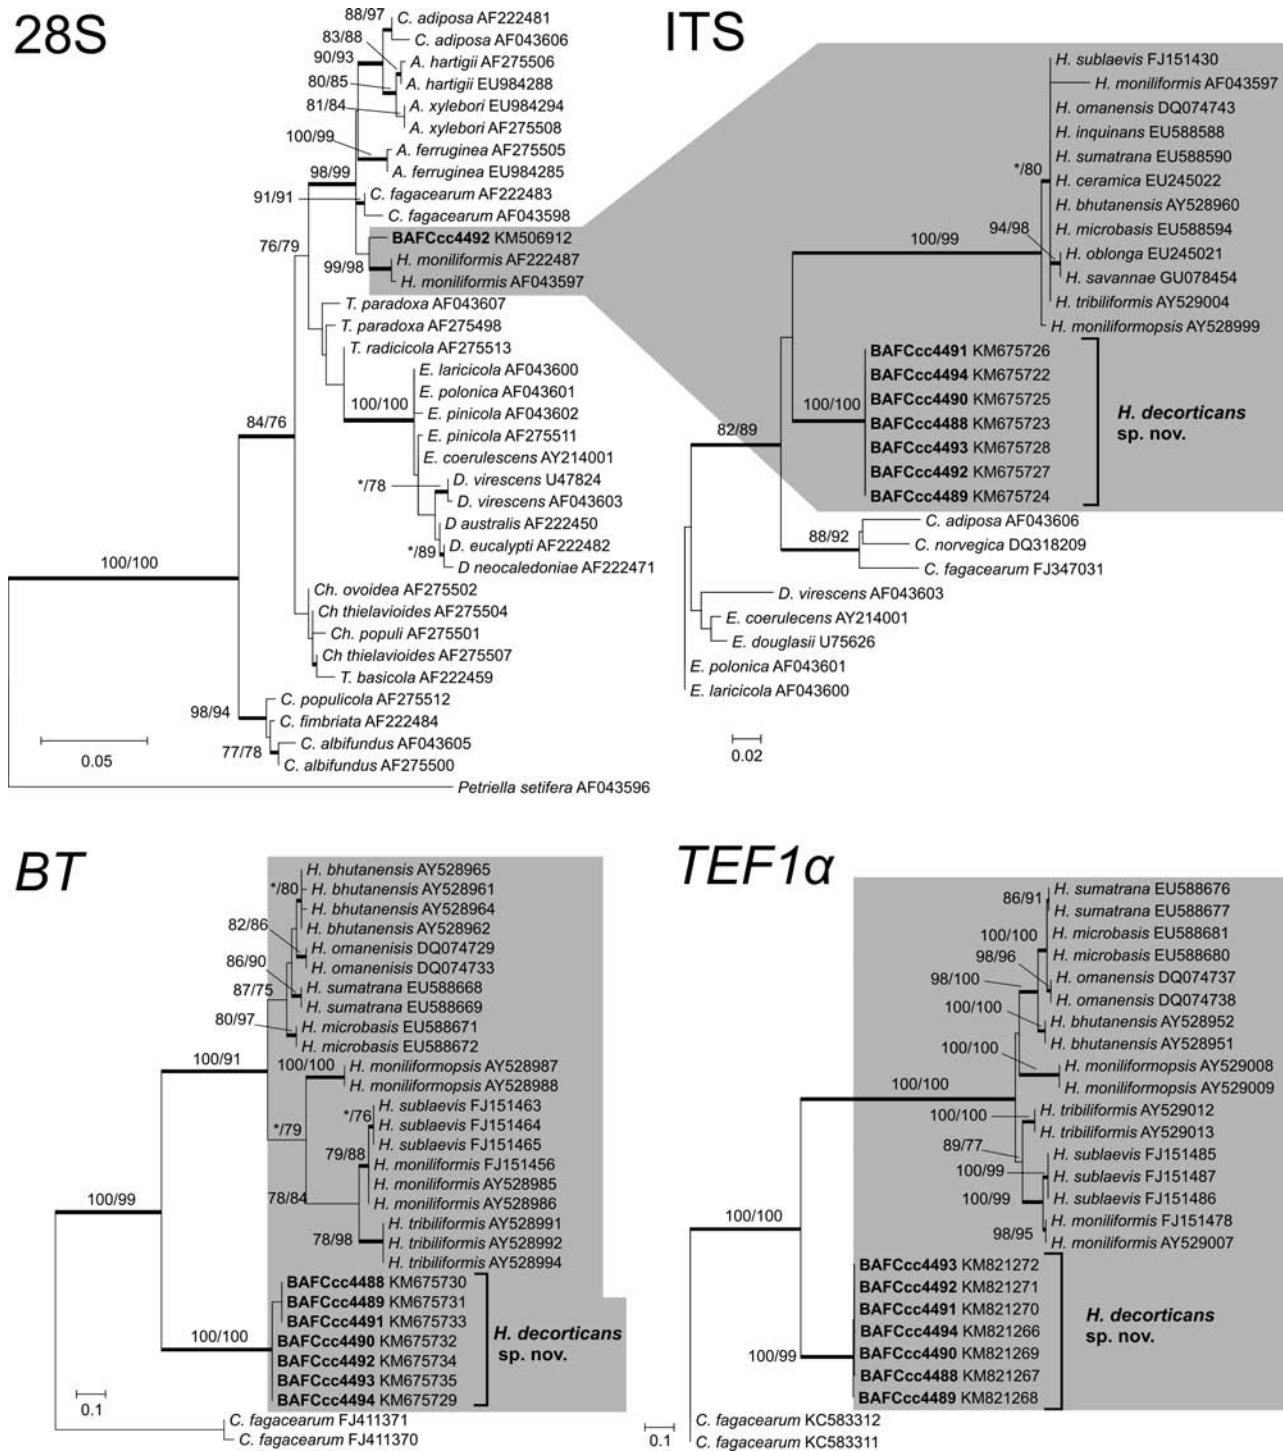 28S
88/97
C. adiposa AF222481
C. adiposa AF043606
83/88
90/93
A. hartigii AF275506
A. hartigii EU984288
80/85
81/84
A. xylebori EU984294
A. xylebori AF275508
100/99
A. ferruginea AF275505
A. ferruginea EU984285
98/99
91/91
C. fagacearum AF222483
C. fagacearum AF043598
BAFCcc4492 KM506912
76/79
99/98
H. moniliformis AF222487
H. moniliformis AF043597
T. paradoxa AF043607
T. paradoxa AF275498
T. radicicola AF275513
E. laricicola AF043600
E. polonica AF043601
100/100
E. pinicola AF043602
84/76
E. pinicola AF275511
E. coerulescens AY214001
*/78
D. virescens U47824
D. virescens AF043603
D australis AF222450
*/89
D. eucalypti AF222482
D neocaledoniae AF222471
100/100
Ch. ovoidea AF275502
Ch thielavioides AF275504
Ch. populi AF275501
Ch thielavioides AF275507
T. basicola AF222459
C. populicola AF275512
98/94
C. fimbriata AF222484
77/78
C. albifundus AF043605
C. albifundus AF275500
0.05
Petriella setifera AF043596
ITS
H. sublaevis FJ151430
H. moniliformis AF043597
H. omanensis DQ074743
H. inquinans EU588588
H. sumatrana EU588590
*/80
H. ceramica EU245022
H. bhutanensis AY528960
94/98
H. microbasis EU588594
100/99
H. oblonga EU245021
H. savannae GU078454
H. tribiliformis AY529004
H. moniliformopsis AY528999
BAFCcc4491 KM675726
BAFCcc4494 KM675722
100/100
BAFCcc4490 KM675725
BAFCcc4488 KM675723
BAFCcc4493 KM675728
BAFCcc4492 KM675727
BAFCcc4489 KM675724
H. decorticans
sp. nov.
82/89
C. adiposa AF043606
88/92
C. norvegica DQ318209
C. fagacearum FJ347031
D. virescens AF043603
E. coerulecens AY214001
E. douglasii U75626
E. polonica AF043601
E. laricicola AF043600
0.02
BT
H. bhutanensis AY528965
*/80
H. bhutanensis AY528961
H. bhutanensis AY528964
82/86
H. bhutanensis AY528962
H. omanenisis DQ074729
86/90
H. omanenisis DQ074733
87/75
H. sumatrana EU588668
H. sumatrana EU588669
80/97
H. microbasis EU588671
H. microbasis EU588672
100/91
100/100
H. moniliformopsis AY528987
H. moniliformopsis AY528988
*/76
H. sublaevis FJ151463
H. sublaevis FJ151464
*/79
H. sublaevis FJ151465
79/88
H. moniliformis FJ151456
H. moniliformis AY528985
78/84
H. moniliformis AY528986
100/99
H. tribiliformis AY528991
78/98
H. tribiliformis AY528992
H. tribiliformis AY528994
BAFCcc4488 KM675730
BAFCcc4489 KM675731
BAFCcc4491 KM675733
100/100
BAFCcc4490 KM675732
BAFCcc4492 KM675734
BAFCcc4493 KM675735
BAFCcc4494 KM675729
H. decorticans
sp. nov.
0.1
C. fagacearum FJ411371
C. fagacearum FJ411370
TEF1α
86/91
H. sumatrana EU588676
H. sumatrana EU588677
100/100
H. microbasis EU588681
98/96
H. microbasis EU588680
98/100
H. omanensis DQ074737
H. omanensis DQ074738
100/100
H. bhutanensis AY528952
H. bhutanensis AY528951
100/100
H. moniliformopsis AY529008
100/100
H. moniliformopsis AY529009
100/100
H. tribiliformis AY529012
H. tribiliformis AY529013
89/77
H. sublaevis FJ151485
100/99
H. sublaevis FJ151487
100/99
H. sublaevis FJ151486
98/95
H. moniliformis FJ151478
H. moniliformis AY529007
100/100
BAFCcc4493 KM821272
BAFCcc4492 KM821271
BAFCcc4491 KM821270
BAFCcc4494 KM821266
100/99
BAFCcc4490 KM821269
BAFCcc4488 KM821267
BAFCcc4489 KM821268
H. decorticans
sp. nov.
0.1
C. fagacearum KC583312
C. fagacearum KC583311